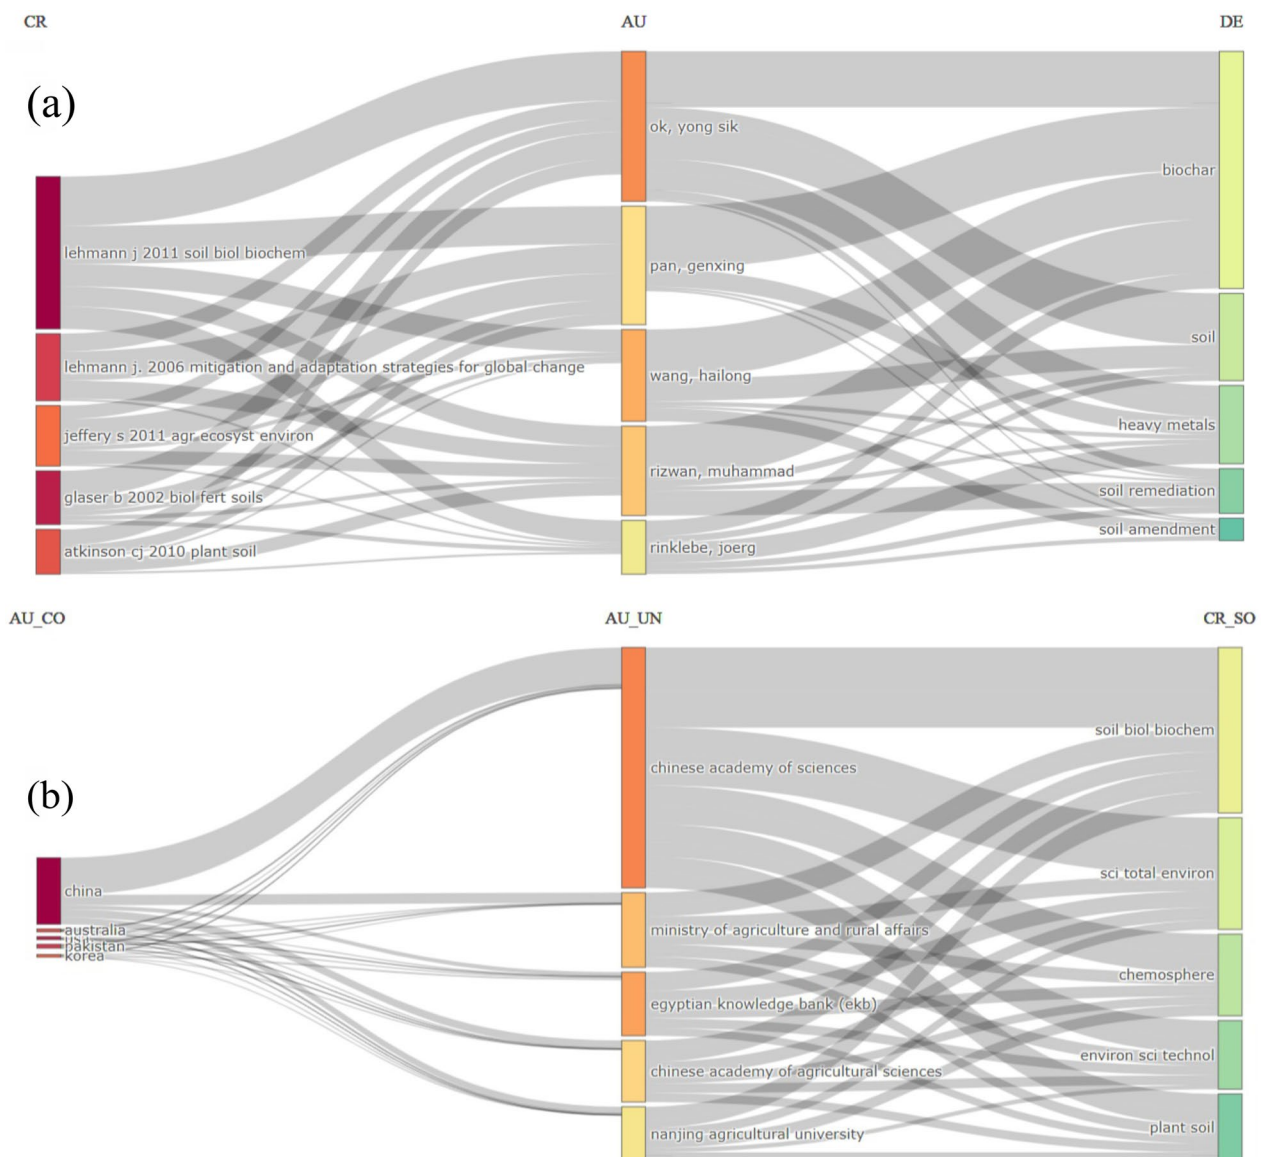 CR AU DE
(a)
ok, yong sik
biochar
lehmann j 2011 soil biol biochem
pan, genxing
soil
lehmann j. 2006 mitigation and adaptation strategies for global change
wang, hailong
heavy metals
jeffery s 2011 agr ecosyst environ
rizwan, muhammad
soil remediation
glaser b 2002 biol fert soils
soil amendment
atkinson cj 2010 plant soil
rinklebe, joerg
AU_CO AU_UN CR_SO
soil biol biochem
chinese academy of sciences
(b)
sci total environ
china
australia
ministry of agriculture and rural affairs
pakistan
korea
chemosphere
egyptian knowledge bank (ekb)
environ sci technol
chinese academy of agricultural sciences
plant soil
nanjing agricultural university